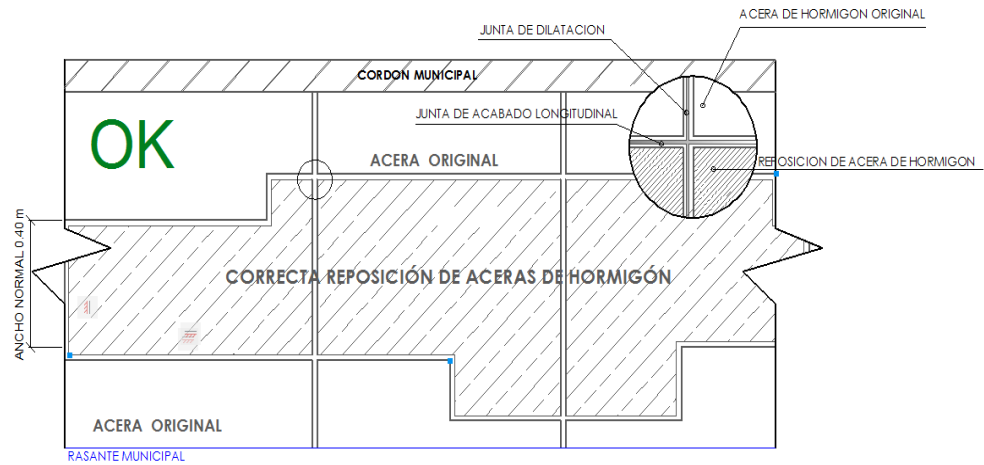 ACERA DE HORMIGON ORIGINAL
JUNTA DE DILATACION
CORDON MUNICIPAL
JUNTA DE ACABADO LONGITUDINAL
OK
ACERA ORIGINAL
REPOSICION DE ACERA DE HORMIGON
ANCHO NORMAL 0.40 m
CORRECTA REPOSICIÓN DE ACERAS DE HORMIGÓN
ACERA ORIGINAL
RASANTE MUNICIPAL